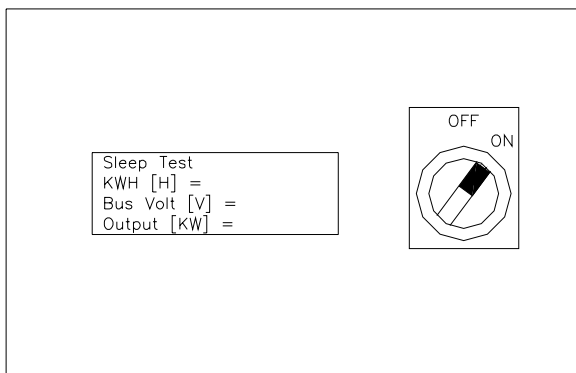 Sleep Test
KWH [H] =
Bus Volt [V] =
Output [KW] =
OFF
ON